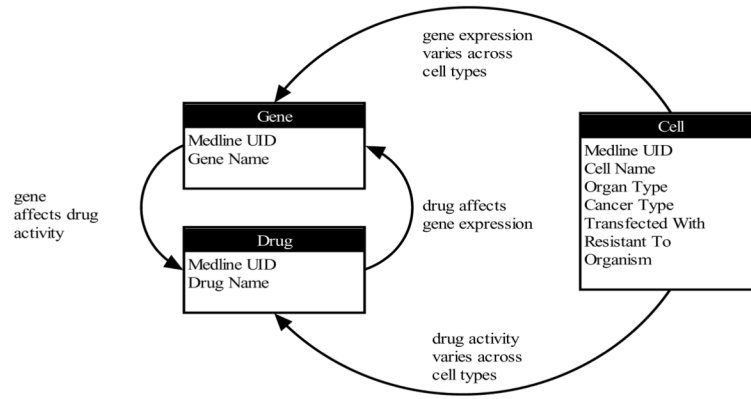 gene expression
varies across
cell types
Gene
Medline UID
Gene Name
Cell
Medline UID
Cell Name
Organ Type
Cancer Type
Transfected With
Resistant To
Organism
gene
affects drug
activity
drug affects
gene expression
Drug
Medline UID
Drug Name
drug activity
varies across
cell types